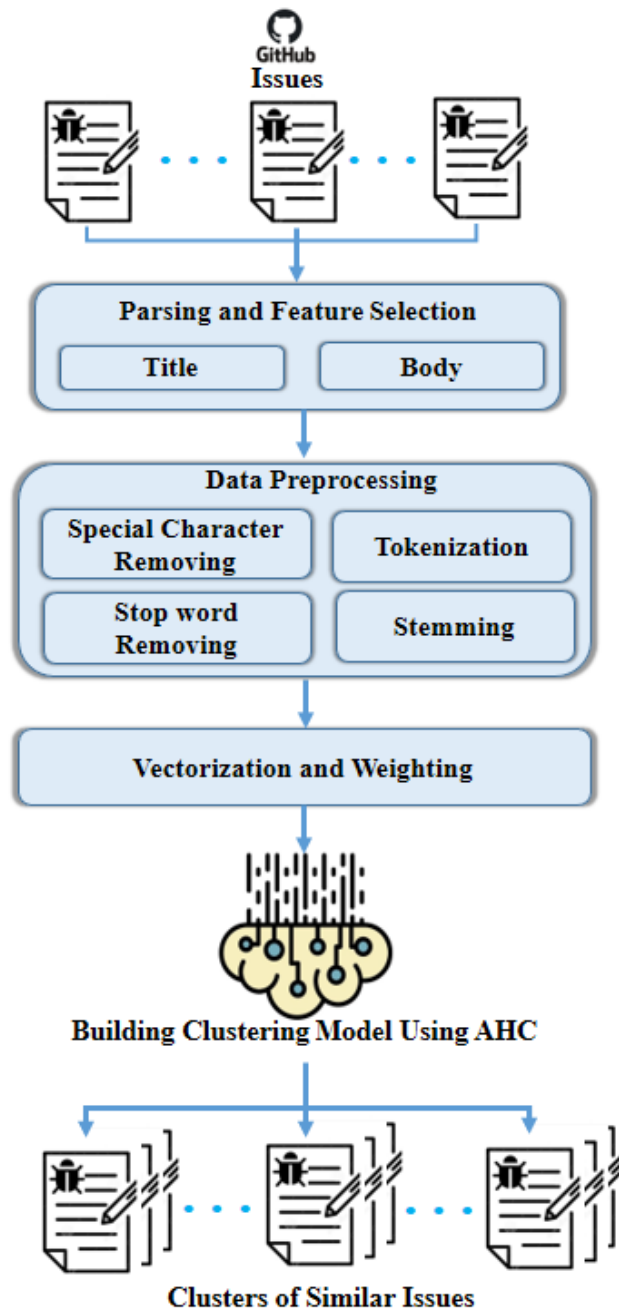 GitHub
Issues
Parsing and Feature Selection
Title
Body
Data Preprocessing
Special Character
Removing
Tokenization
Stop word
Removing
Stemming
Vectorization and Weighting
Building Clustering Model Using AHC
Clusters of Similar Issues